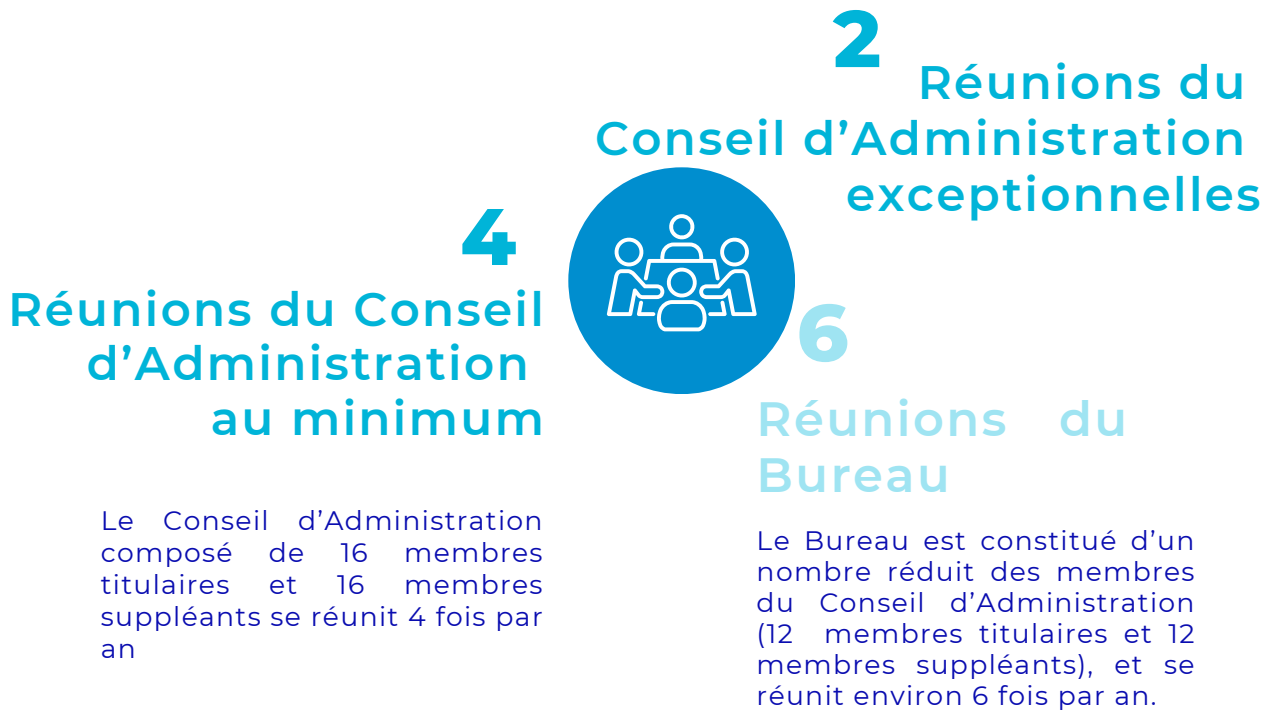 2
Réunions du
Conseil d’Administration
exceptionnelles
4
Réunions du Conseil
d’Administration
au minimum
Le Conseil d’Administration
composé de 16 membres
titulaires et 16 membres
suppléants se réunit 4 fois par
an
6
Réunions du
Bureau
Le Bureau est constitué d’un
nombre réduit des membres
du Conseil d’Administration
(12 membres titulaires et 12
membres suppléants), et se
réunit environ 6 fois par an.